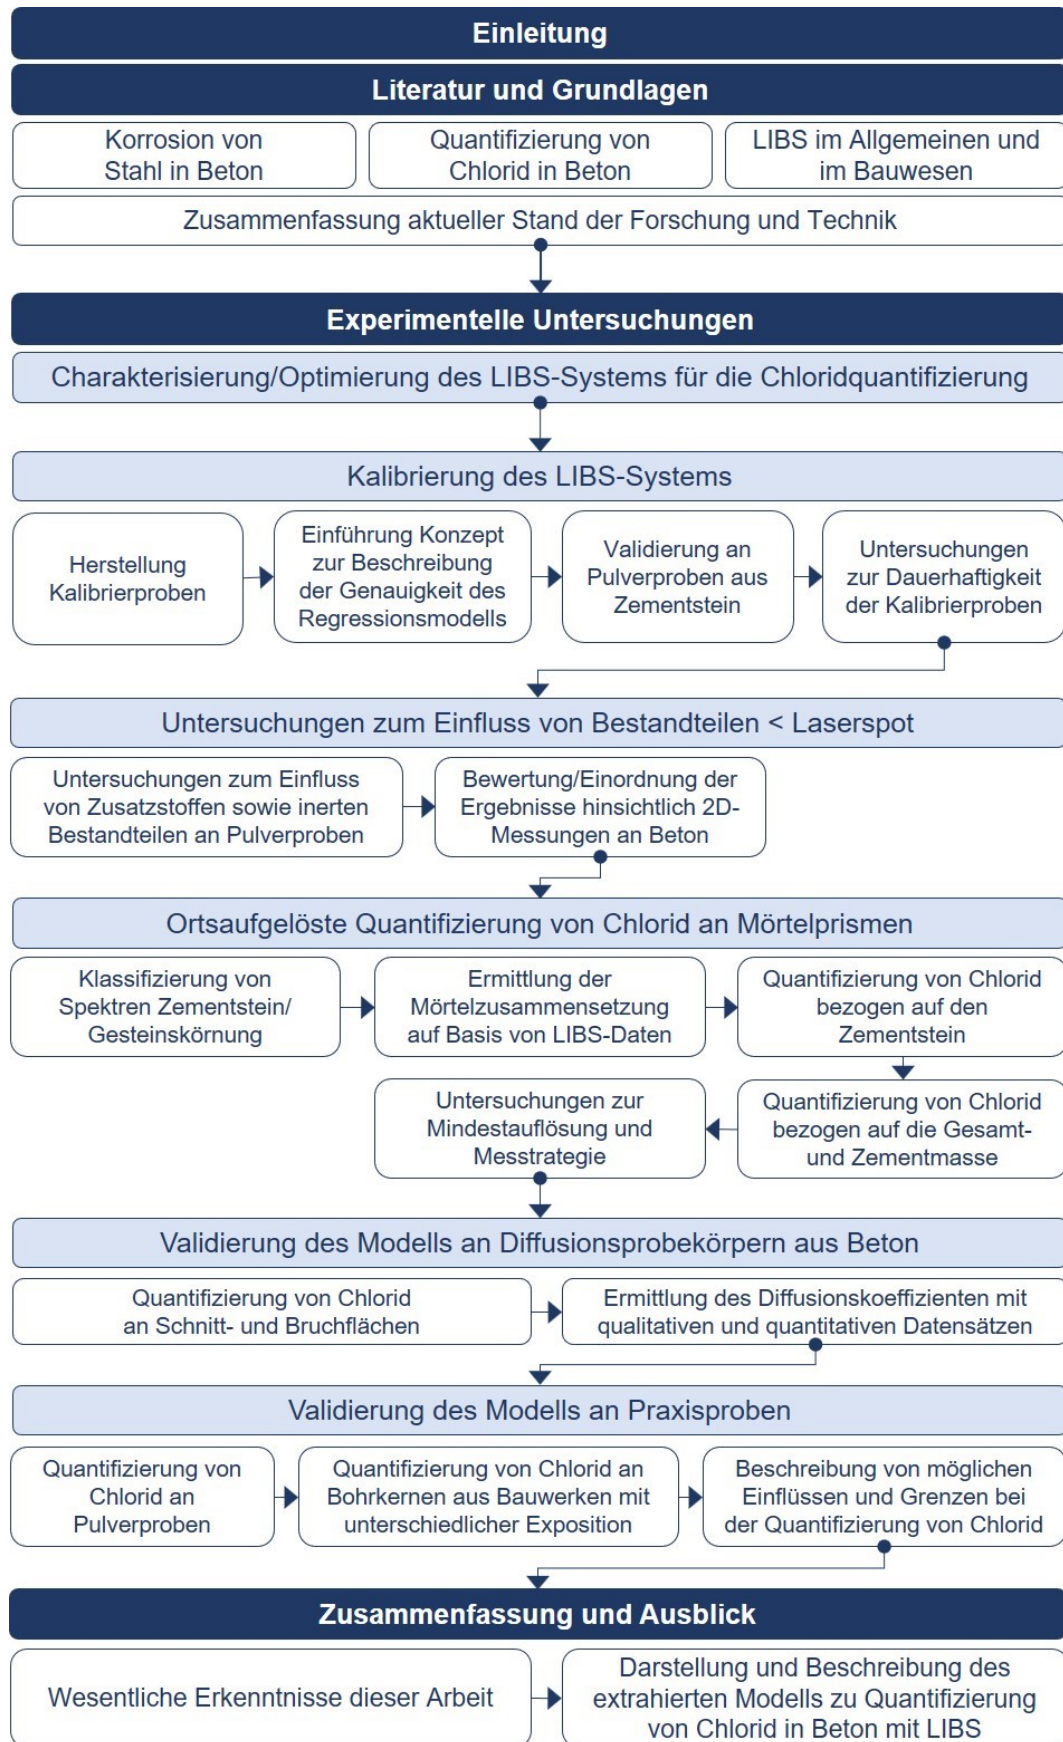 Einleitung
Literatur und Grundlagen
Korrosion von
Stahl in Beton
Quantifizierung von
Chlorid in Beton
LIBS im Allgemeinen und
im Bauwesen
Zusammenfassung aktueller Stand der Forschung und Technik
Experimentelle Untersuchungen
Charakterisierung/Optimierung des LIBS-Systems für die Chloridquantifizierung
Kalibrierung des LIBS-Systems
Herstellung
Kalibrierproben
Einführung Konzept
zur Beschreibung
der Genauigkeit des
Regressionsmodells
Validierung an
Pulverproben aus
Zementstein
Untersuchungen
zur Dauerhaftigkeit
der Kalibrierproben
Untersuchungen zum Einfluss von Bestandteilen < Laserspot
Untersuchungen zum Einfluss
von Zusatzstoffen sowie inerten
Bestandteilen an Pulverproben
Bewertung/Einordnung der
Ergebnisse hinsichtlich 2D-
Messungen an Beton
Ortsaufgelöste Quantifizierung von Chlorid an Mörtelprismen
Klassifizierung von
Spektren Zementstein/
Gesteinskörnung
Ermittlung der
Mörtelzusammensetzung
auf Basis von LIBS-Daten
Quantifizierung von Chlorid
bezogen auf den
Zementstein
Quantifizierung von Chlorid
bezogen auf die Gesamt-
und Zementmasse
Untersuchungen zur
Mindestauflösung und
Messtrategie
Validierung des Modells an Diffusionsprobekörpern aus Beton
Quantifizierung von Chlorid
an Schnitt- und Bruchflächen
Ermittlung des Diffusionskoeffizienten mit
qualitativen und quantitativen Datensätzen
Validierung des Modells an Praxisproben
Quantifizierung von
Chlorid an
Pulverproben
Quantifizierung von Chlorid an
Bohrkernen aus Bauwerken mit
unterschiedlicher Exposition
Beschreibung von möglichen
Einflüssen und Grenzen bei
der Quantifizierung von Chlorid
Zusammenfassung und Ausblick
Wesentliche Erkenntnisse dieser Arbeit
Darstellung und Beschreibung des
extrahierten Modells zu Quantifizierung
von Chlorid in Beton mit LIBS